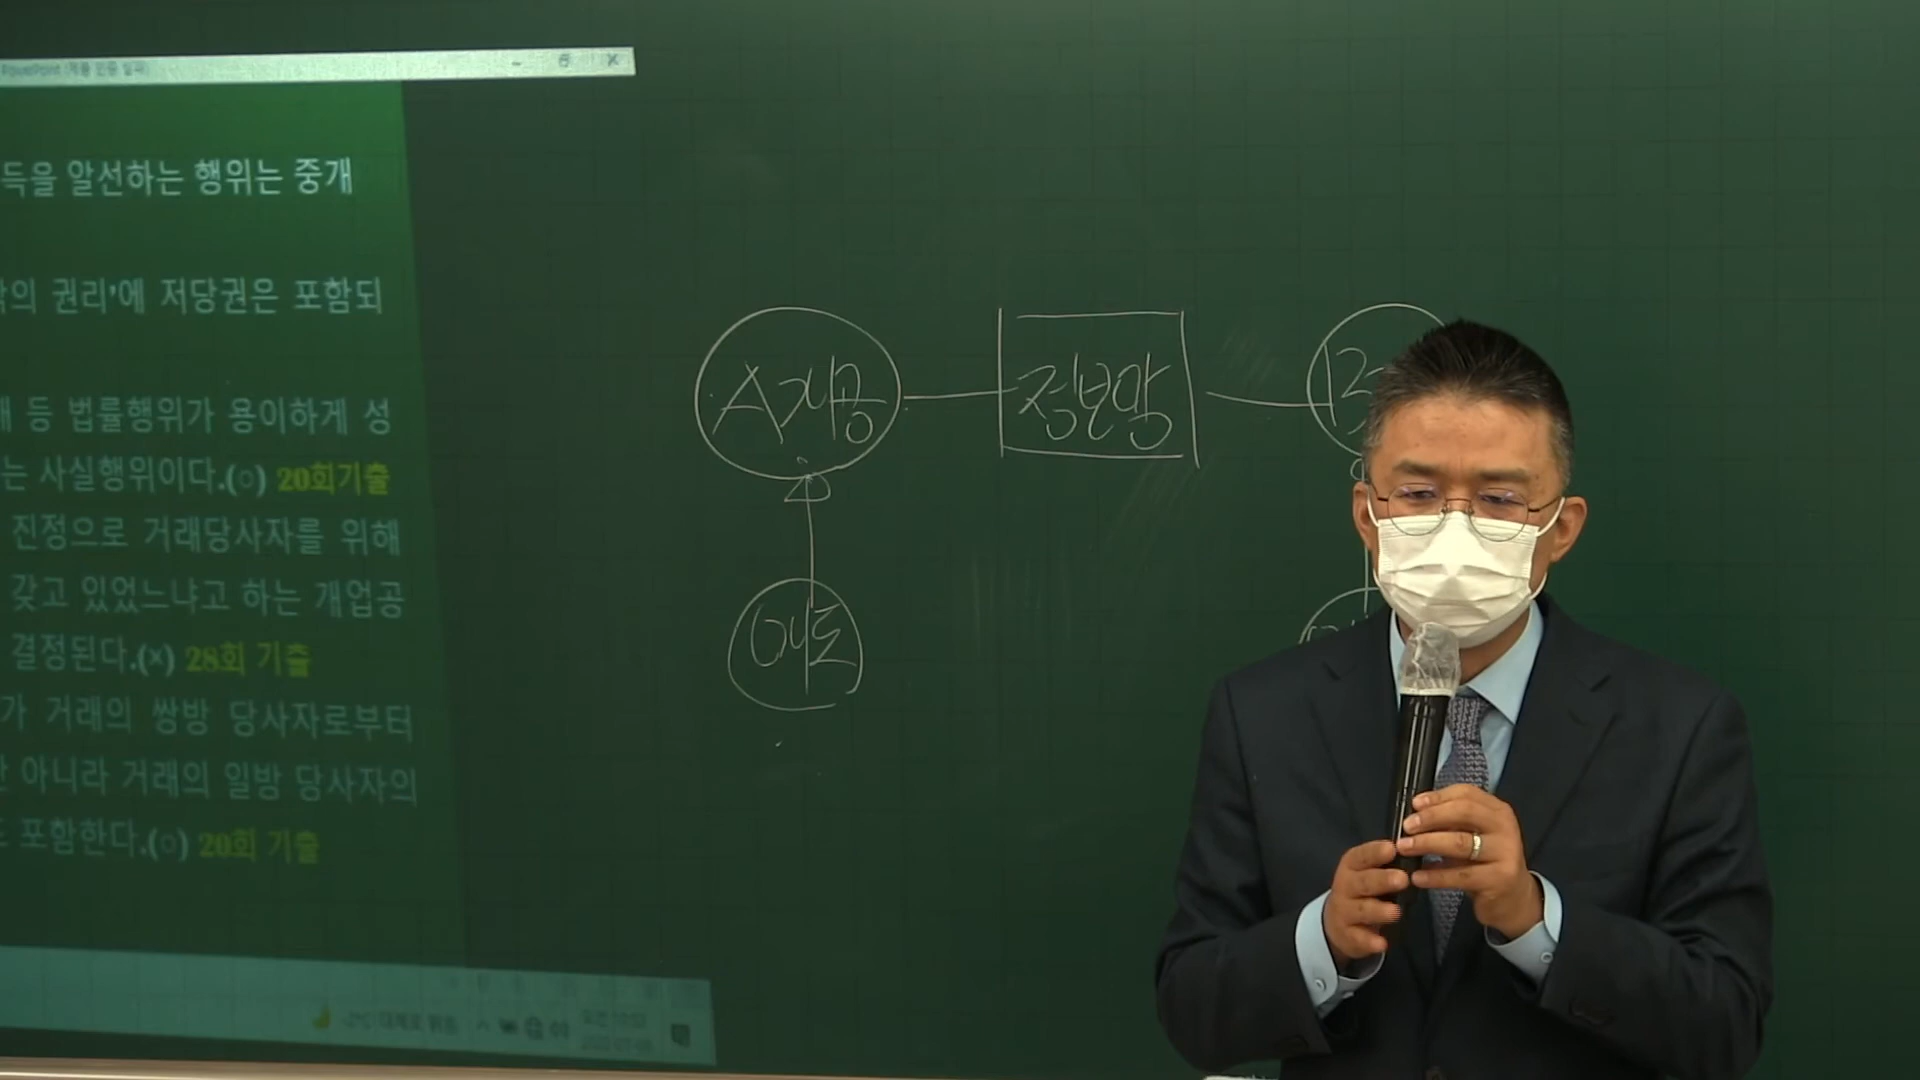 득을 알선하는 행위는 중개
의 권리'에 저당권은 포함되
등 법률행위가 용이하게 성
는 사실행위이다.(○) 20회기출
진정으로 거래당사자를 위해
갖고 있었느냐고 하는 개업공
결정된다.(×) 28회 기출
가 거래의 쌍방 당사자로부터
아니라 거래의 일방 당사자의
포함한다.(○) 20회 기출
A 개공
정보망
매도